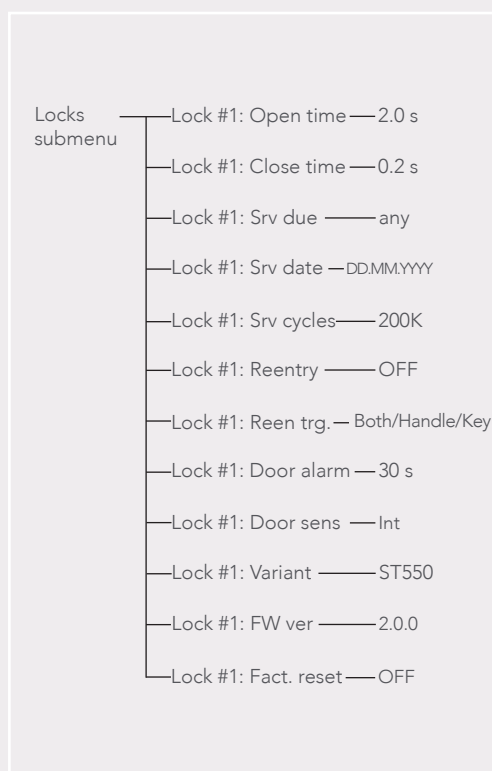 Locks submenu
Lock #1: Open time 2.0 s
Lock #1: Close time 0.2 s
Lock #1: Srv due any
Lock #1: Srv date DD.MM.YYYY
Lock #1: Srv cycles 200K
Lock #1: Reentry OFF
Lock #1: Reen trg. Both/Handle/Key
Lock #1: Door alarm 30 s
Lock #1: Door sens Int
Lock #1: Variant ST550
Lock #1: FW ver 2.0.0
Lock #1: Fact. reset OFF